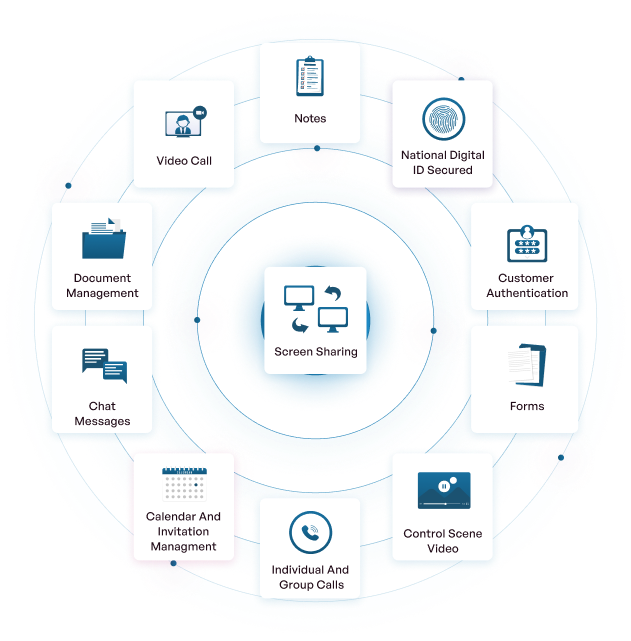 Notes
Video Call
National Digital
ID Secured
Document
Management
Customer
Authentication
Screen Sharing
Chat
Messages
Forms
Calendar And
Invitation
Managment
Control Scene
Video
Individual And
Group Calls